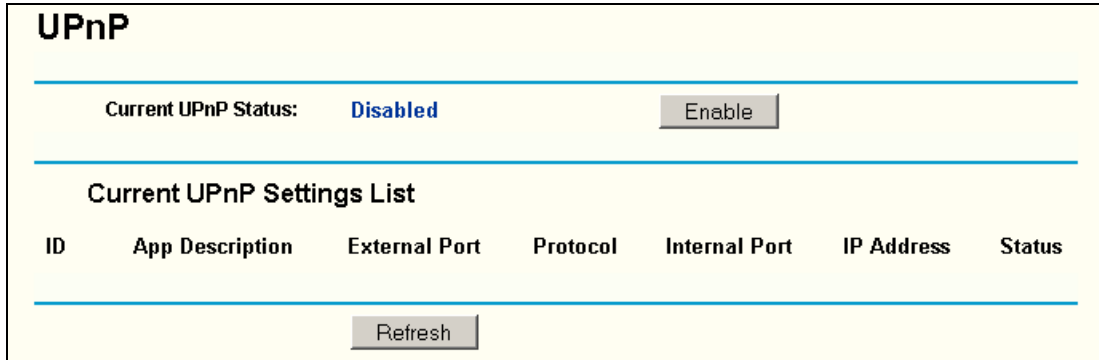 UPnP
Current UPnP Status: Disabled Enable
Current UPnP Settings List
ID App Description External Port Protocol Internal Port IP Address Status
Refresh